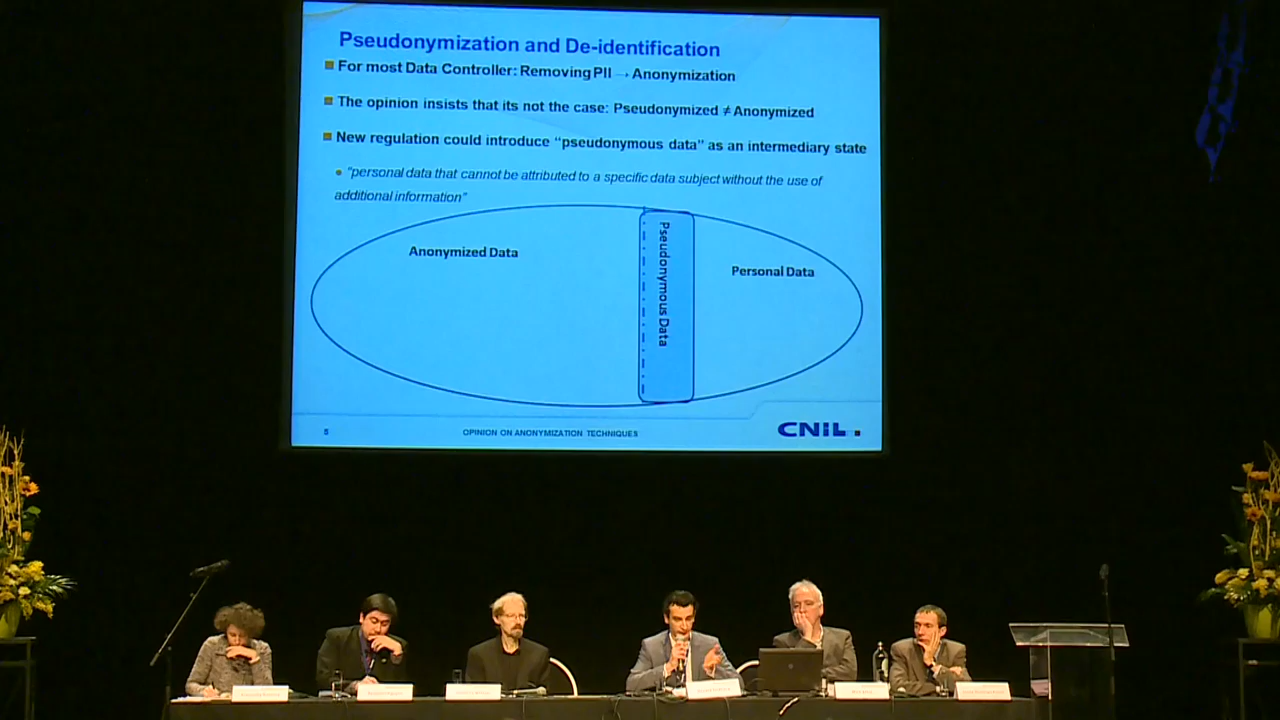 Pseudonymization and De-identification
For most Data Controller: Removing PII → Anonymization
The opinion insists that its not the case: Pseudonymized ≠ Anonymized
New regulation could introduce “pseudonymous data” as an intermediary state
“personal data that cannot be attributed to a specific data subject without the use of
additional information”
Anonymized Data
Pseudonymous Data
Personal Data
5
OPINION ON ANONYMIZATION TECHNIQUES
CNIL